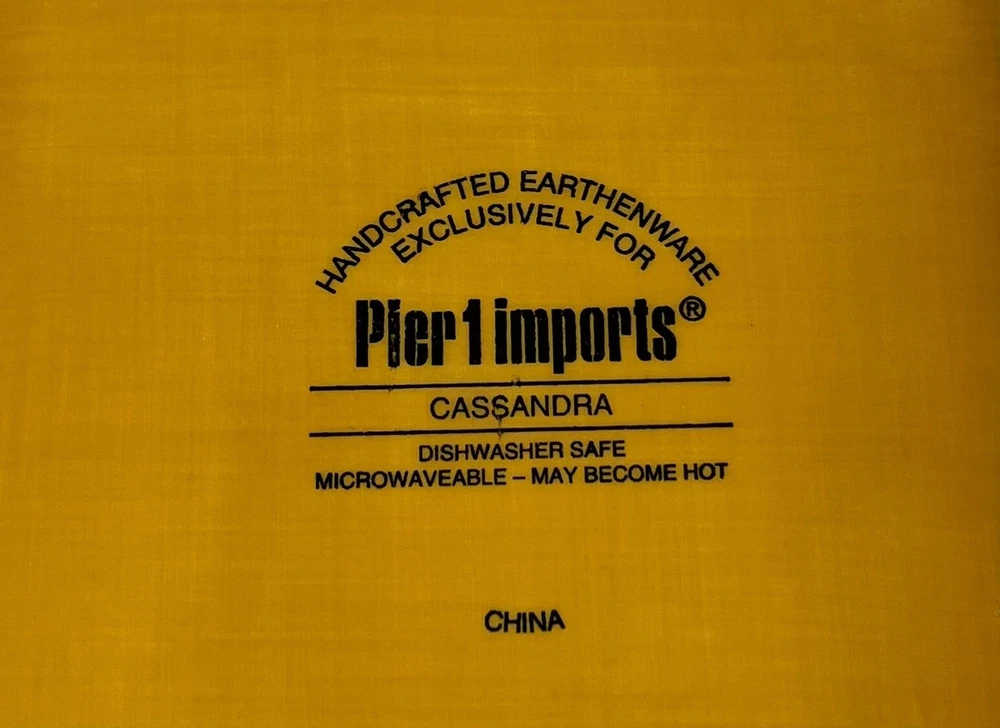 HANDCRAFTED EARTHENWARE
EXCLUSIVELY FOR
Pier 1 imports®
CASSANDRA
DISHWASHER SAFE
MICROWAVEABLE – MAY BECOME HOT
CHINA